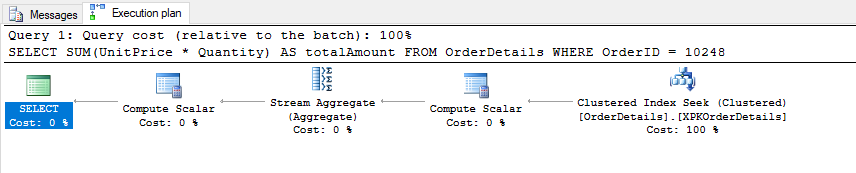 Messages
Execution plan
Query 1: Query cost (relative to the batch): 100%
SELECT SUM(UnitPrice * Quantity) AS totalAmount FROM OrderDetails WHERE OrderID = 10248
SELECT
Cost: 0 %
Compute Scalar
Cost: 0 %
Stream Aggregate
(Aggregate)
Cost: 0 %
Compute Scalar
Cost: 0 %
Clustered Index Seek (Clustered)
[OrderDetails].[XPKOrderDetails]
Cost: 100 %